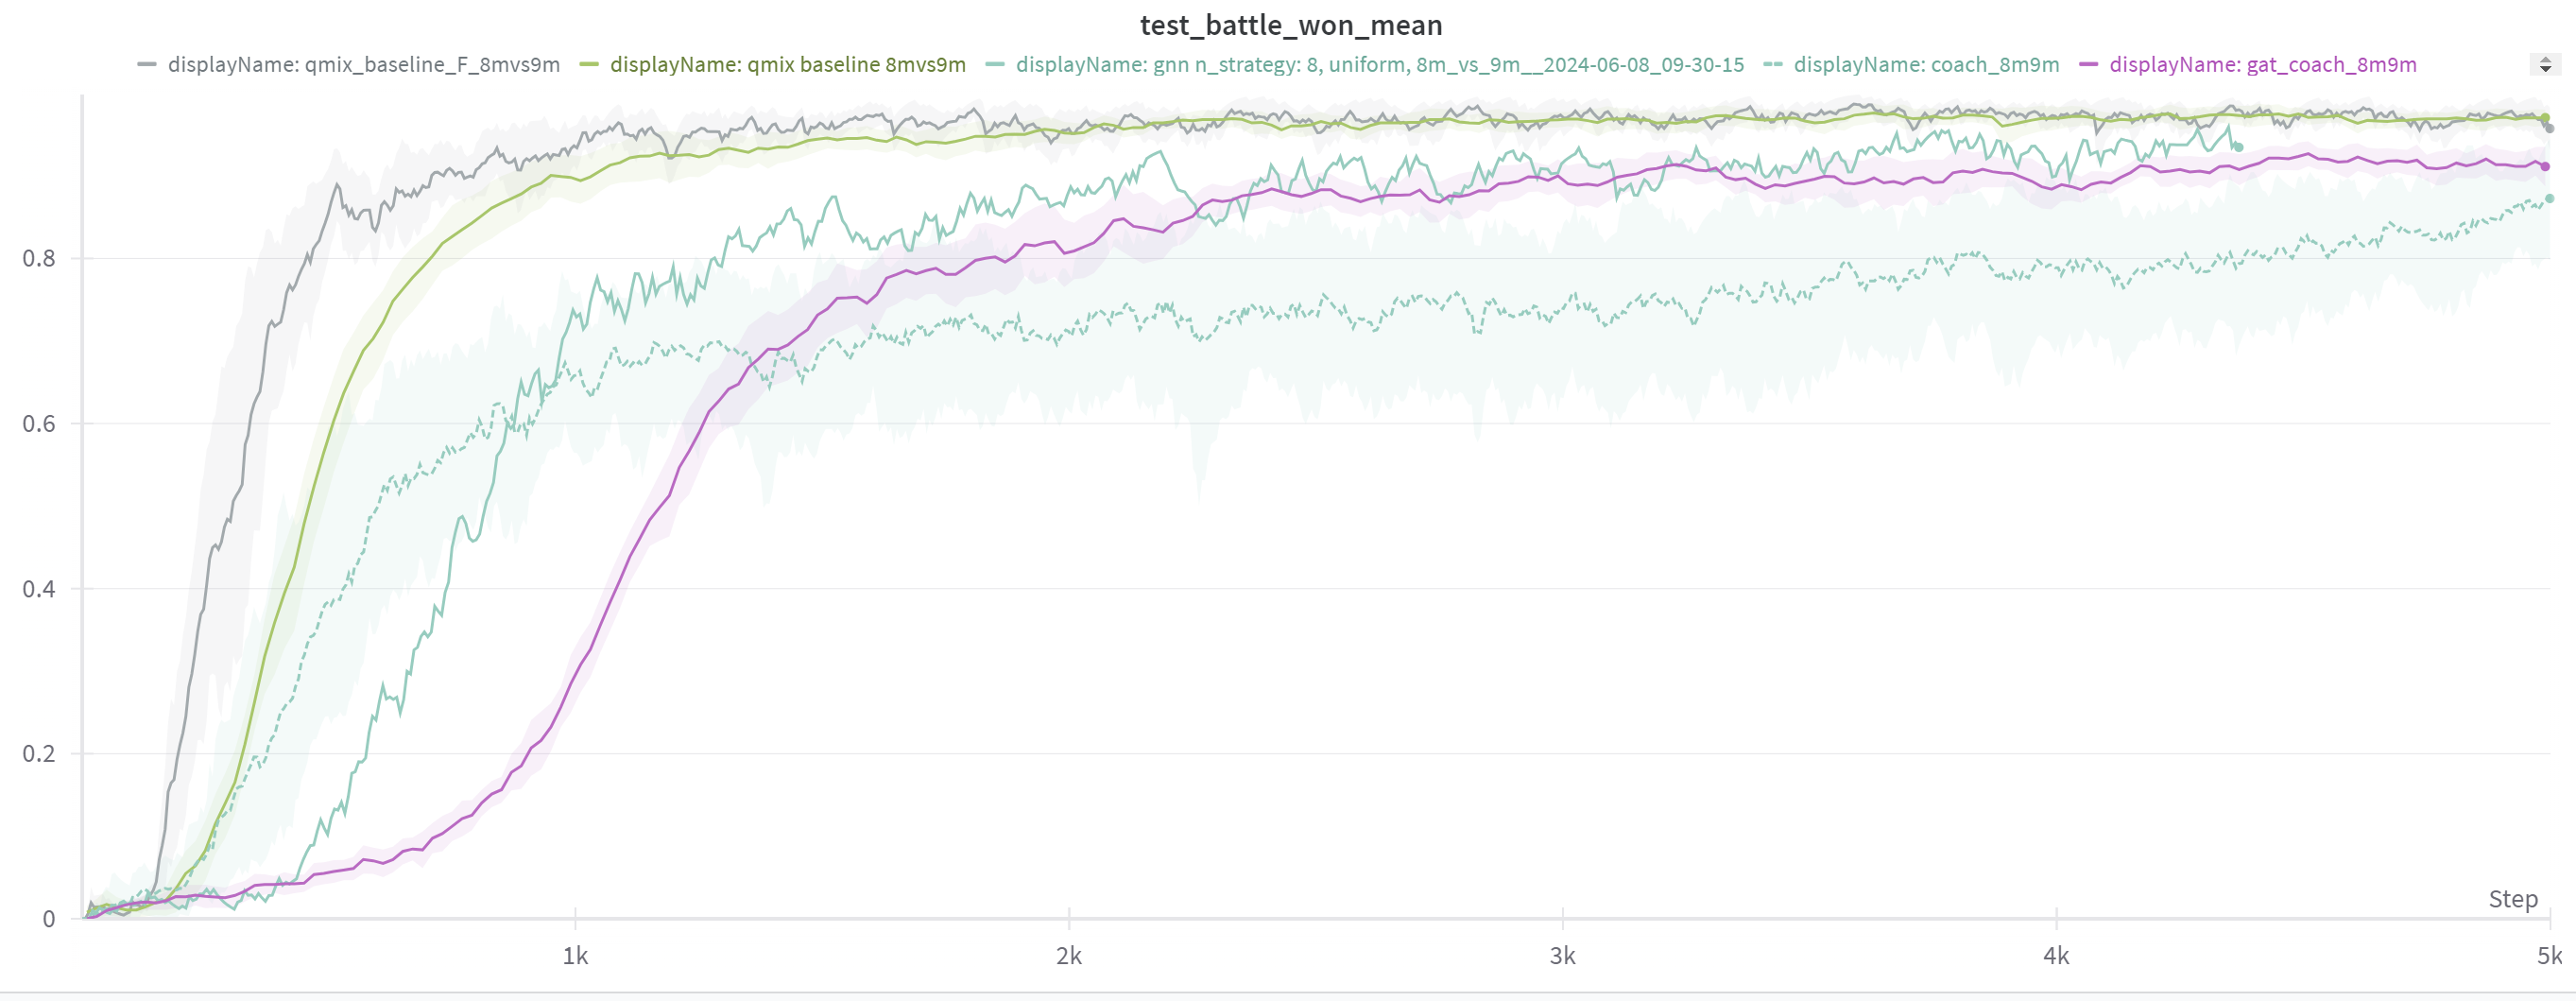 test_battle_won_mean
displayName: qmix_baseline_F_8mvs9m displayName: qmix baseline 8mvs9m displayName: gnn n_strategy: 8, uniform, 8m_vs_9m__2024-06-08_09-30-15 displayName: coach_8m9m displayName: gat_coach_8m9m
0.8
0.6
0.4
0.2
0
Step
1k 2k 3k 4k 5k